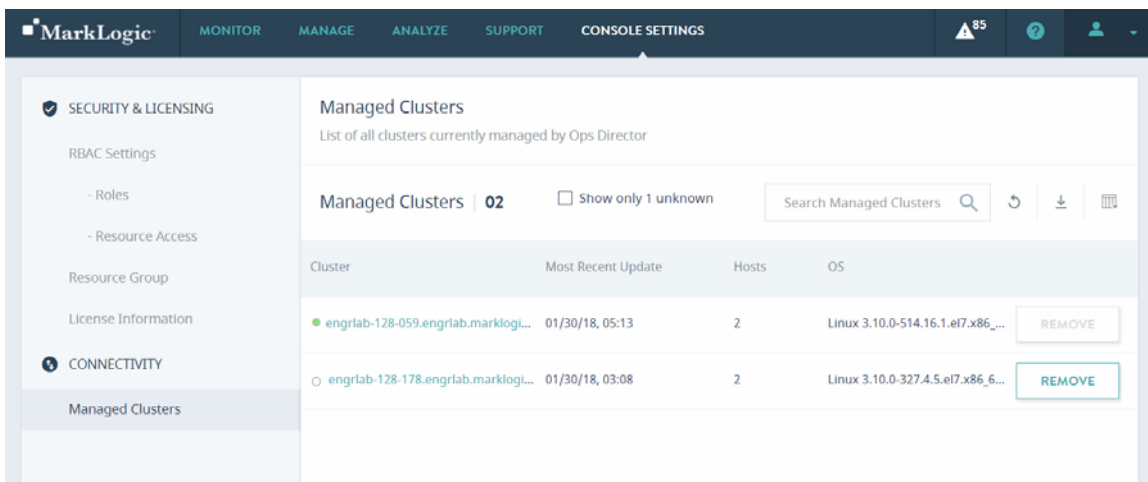 MarkLogic MONITOR MANAGE ANALYZE SUPPORT CONSOLE SETTINGS 85 ?
SECURITY & LICENSING
RBAC Settings
- Roles
- Resource Access
Resource Group
License Information
CONNECTIVITY
Managed Clusters
Managed Clusters
List of all clusters currently managed by Ops Director
Managed Clusters | 02 Show only 1 unknown Search Managed Clusters
Cluster Most Recent Update Hosts OS
engrlab-128-059.engrlab.marklogi... 01/30/18, 05:13 2 Linux 3.10.0-514.16.1.el7.x86_... REMOVE
engrlab-128-178.engrlab.marklogi... 01/30/18, 03:08 2 Linux 3.10.0-327.4.5.el7.x86_6... REMOVE